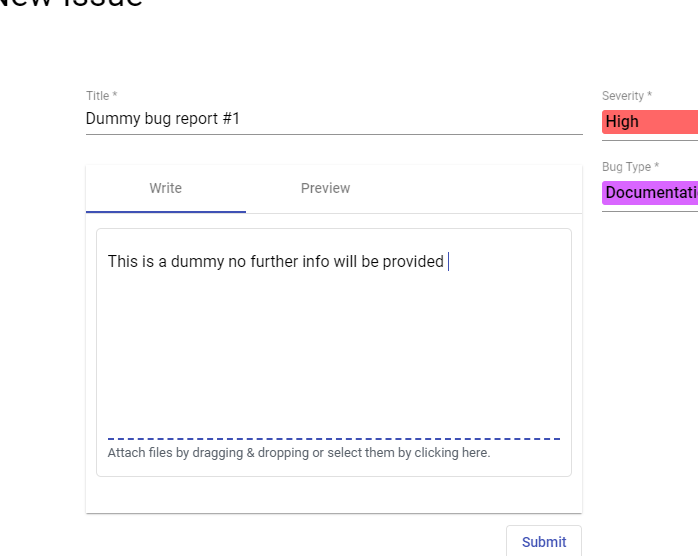 New Issue
Title *
Dummy bug report #1
Severity *
High
Bug Type *
Documentati
Write
Preview
This is a dummy no further info will be provided
Attach files by dragging & dropping or select them by clicking here.
Submit